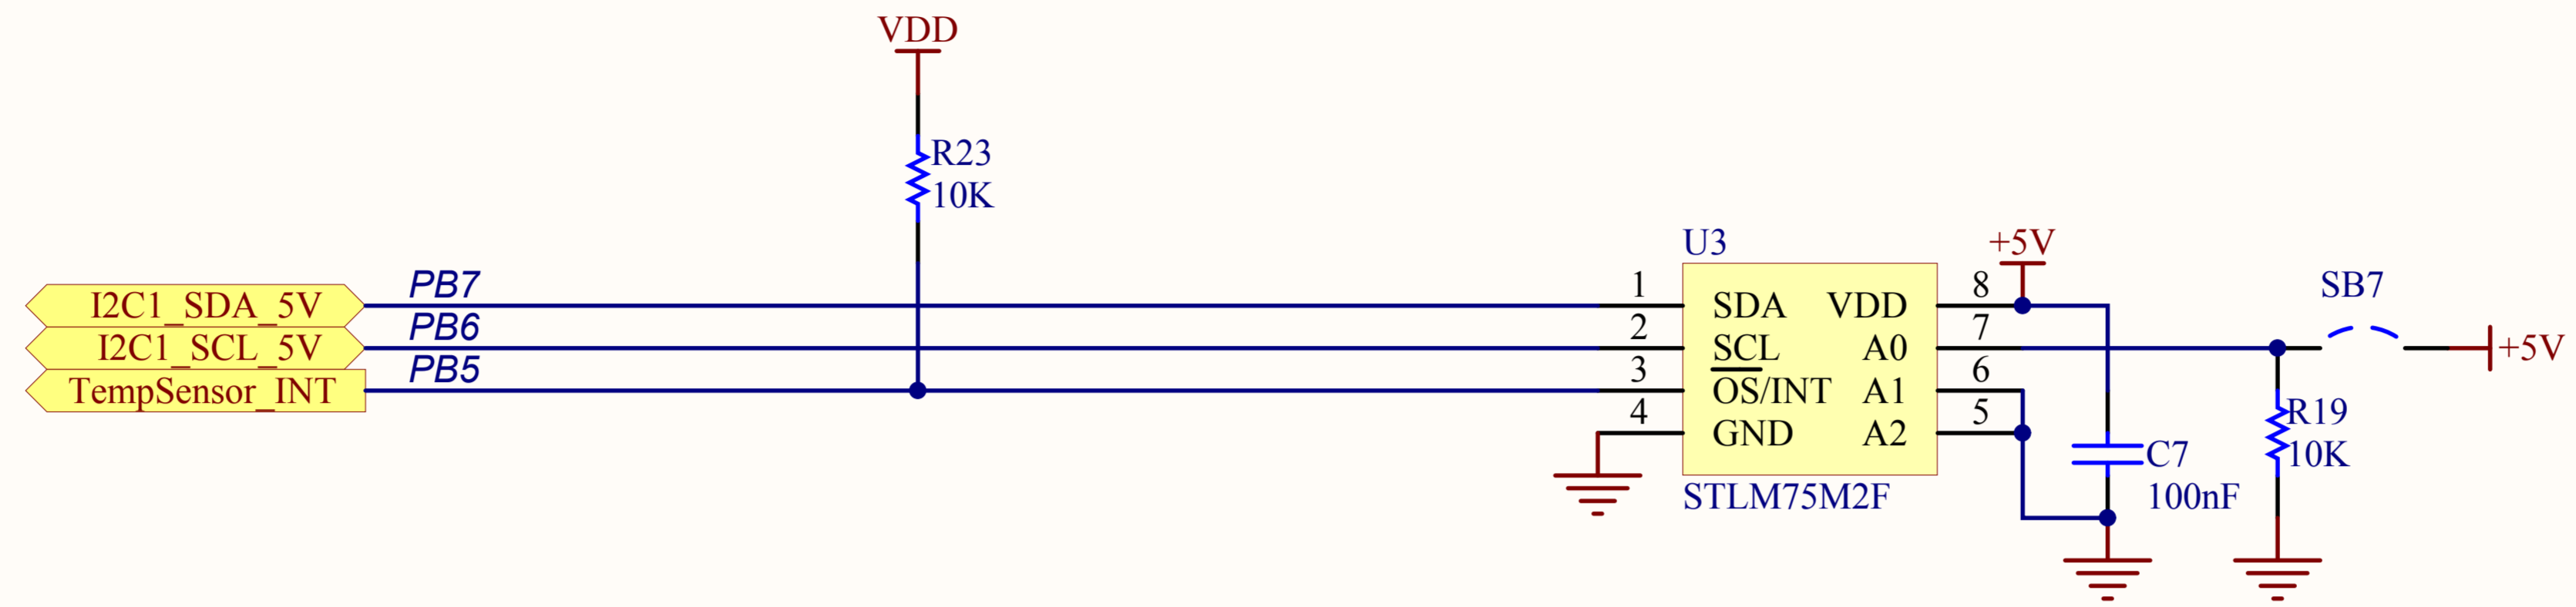 VDD
R23
10K
U3
+5V
I2C1_SDA_5V PB7 1 SDA VDD 8 SB7
I2C1_SCL_5V PB6 2 SCL A0 7 +5V
TempSensor_INT PB5 3 OS/INT A1 6 R19
4 GND A2 5 C7 10K
STLM75M2F 100nF